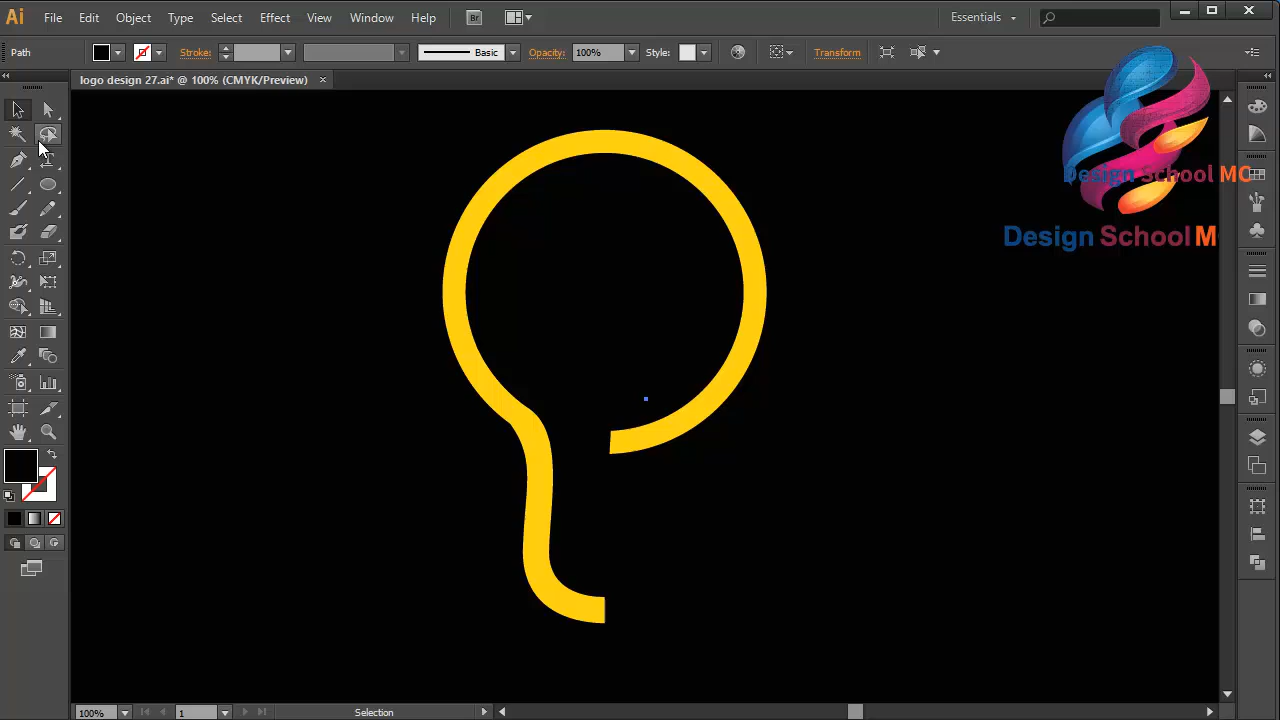 Ai File Edit Object Type Select Effect View Window Help Br Essentials
Path Stroke: Basic Opacity: 100% Style: Transform
logo design 27.ai* @ 100% (CMYK/Preview) ×
Design School MC
Design School M
100% 1 Selection